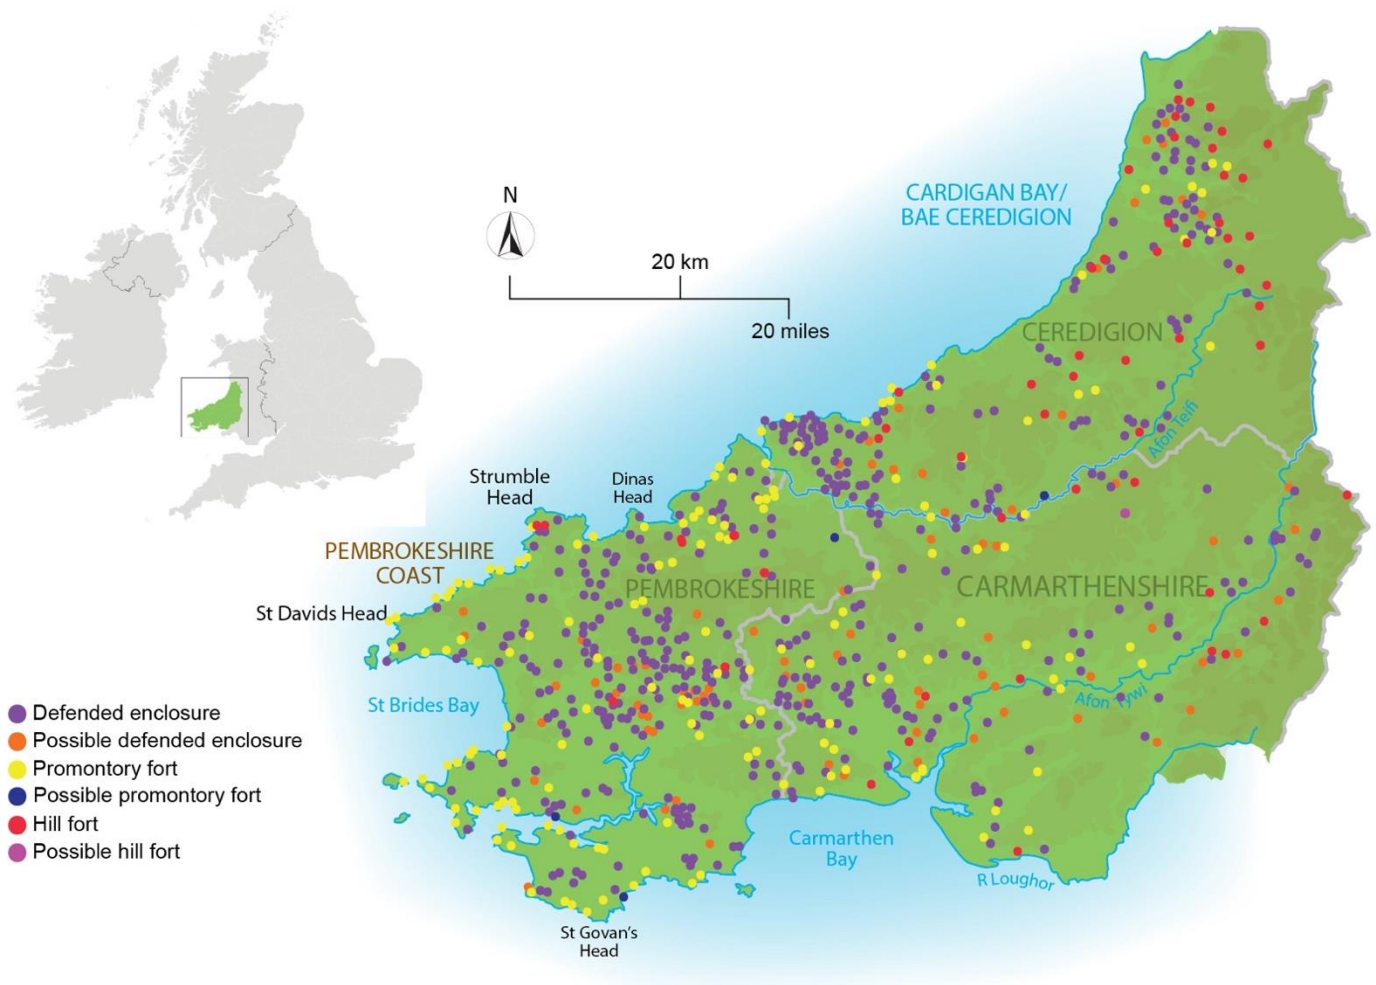 N
20 km
20 miles
CARDIGAN BAY/
BAE CEREDIGION
CEREDIGION
Afon Teifi
Strumble
Head
Dinas
Head
PEMBROKESHIRE
COAST
PEMBROKESHIRE
CARMARTHENSHIRE
St Davids Head
St Brides Bay
Afon Tywi
Defended enclosure
Possible defended enclosure
Promontory fort
Possible promontory fort
Hill fort
Possible hill fort
Carmarthen
Bay
R Loughor
St Govan's
Head